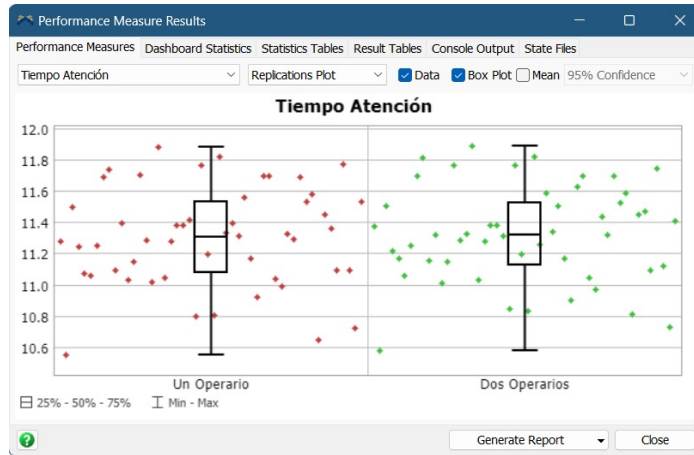 Performance Measure Results
Performance Measures Dashboard Statistics Statistics Tables Result Tables Console Output State Files
Tiempo Atención Replications Plot Data Box Plot Mean 95% Confidence
Tiempo Atención
12.0
11.8
11.6
11.4
11.2
11.0
10.8
10.6
Un Operario Dos Operarios
25% - 50% - 75% Min - Max
? Generate Report Close